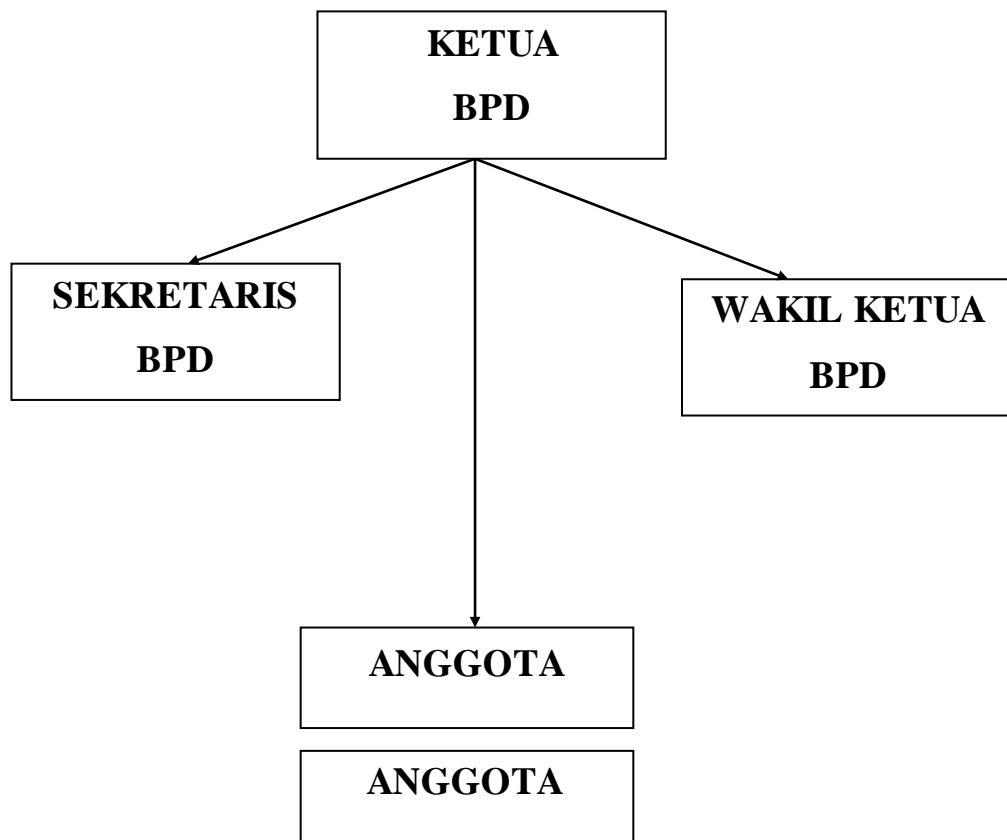 KETUA
BPD
SEKRETARIS
BPD
WAKIL KETUA
BPD
ANGGOTA
ANGGOTA